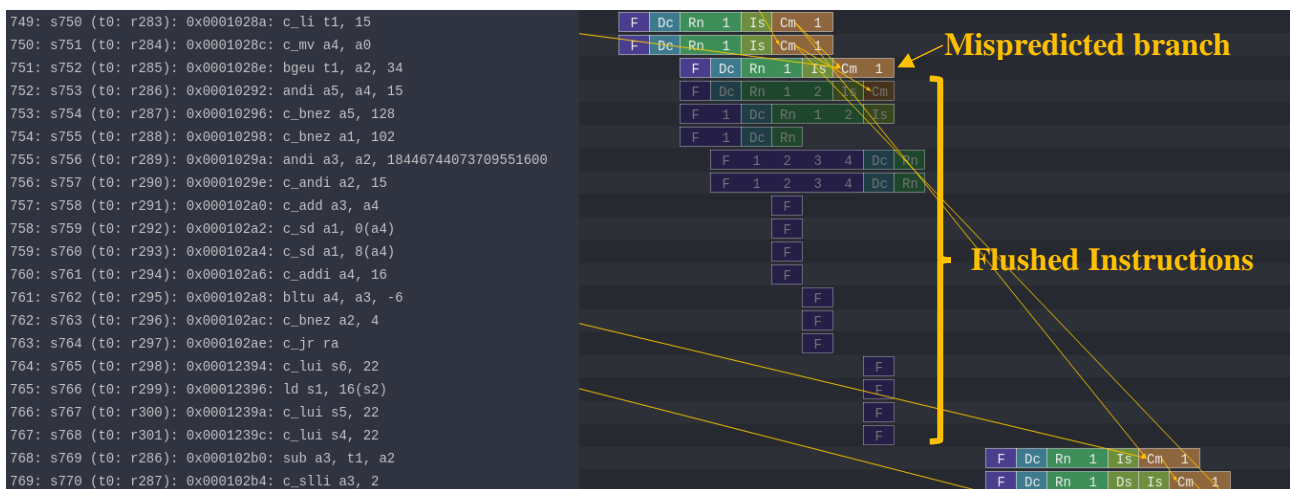 749: s750 (t0: r283): 0x0001028a: c_li t1, 15 F Dc Rn 1 Is Cm 1
750: s751 (t0: r284): 0x0001028c: c_mv a4, a0 F Dc Rn 1 Is Cm 1
Mispredicted branch
751: s752 (t0: r285): 0x0001028e: bgeu t1, a2, 34 F Dc Rn 1 Is Cm 1
752: s753 (t0: r286): 0x00010292: andi a5, a4, 15 F Dc Rn 1 2 Is Cm
753: s754 (t0: r287): 0x00010296: c_bnez a5, 128 F 1 Dc Rn 1 2 Is
754: s755 (t0: r288): 0x00010298: c_bnez a1, 102 F 1 Dc Rn
755: s756 (t0: r289): 0x0001029a: andi a3, a2, 18446744073709551600 F 1 2 3 4 Dc Rn
756: s757 (t0: r290): 0x0001029e: c_andi a2, 15 F 1 2 3 4 Dc Rn
757: s758 (t0: r291): 0x000102a0: c_add a3, a4 F
758: s759 (t0: r292): 0x000102a2: c_sd a1, 0(a4) F
759: s760 (t0: r293): 0x000102a4: c_sd a1, 8(a4) F
Flushed Instructions
760: s761 (t0: r294): 0x000102a6: c_addi a4, 16 F
761: s762 (t0: r295): 0x000102a8: bltu a4, a3, -6 F
762: s763 (t0: r296): 0x000102ac: c_bnez a2, 4 F
763: s764 (t0: r297): 0x000102ae: c_jr ra F
764: s765 (t0: r298): 0x00012394: c_lui s6, 22 F
765: s766 (t0: r299): 0x00012396: ld s1, 16(s2) F
766: s767 (t0: r300): 0x0001239a: c_lui s5, 22 F
767: s768 (t0: r301): 0x0001239c: c_lui s4, 22 F
768: s769 (t0: r286): 0x000102b0: sub a3, t1, a2 F Dc Rn 1 Is Cm 1
769: s770 (t0: r287): 0x000102b4: c_slli a3, 2 F Dc Rn 1 Ds Is Cm 1